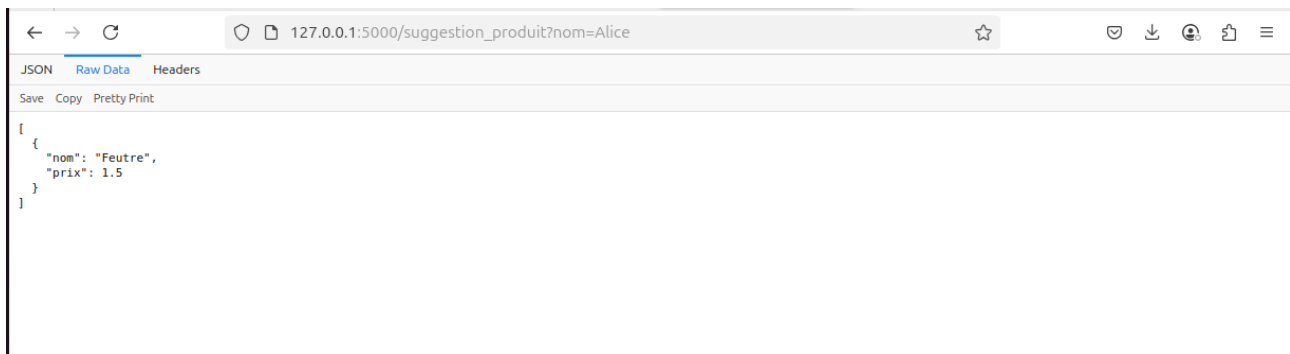 127.0.0.1:5000/suggestion_produit?nom=Alice
JSON Raw Data Headers
Save Copy Pretty Print
[
{
"nom": "Feutre",
"prix": 1.5
}
]